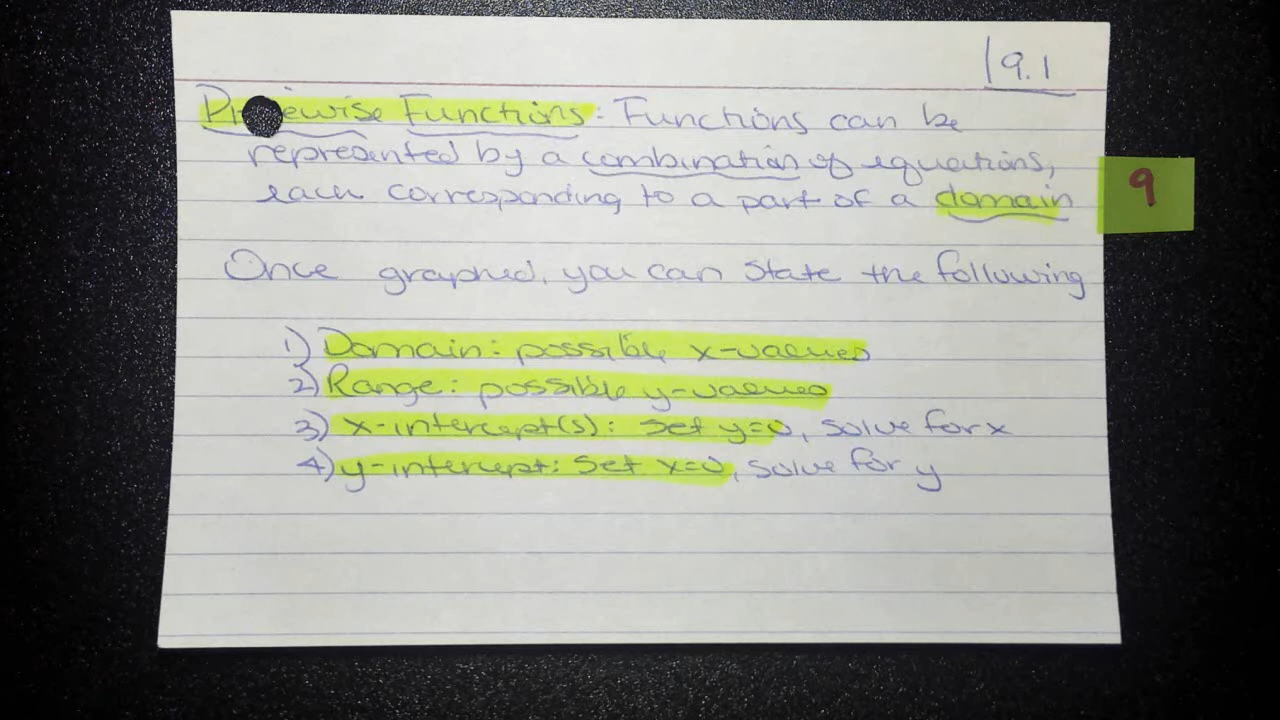 9.1
Piecewise Functions: Functions can be
represented by a combination of equations,
each corresponding to a part of a domain
9
Once graphed, you can state the following
1) Domain: possible x-values
2) Range: possible y-values
3) x-intercept(s): set y=0, solve for x
4) y-intercept: set x=0, solve for y